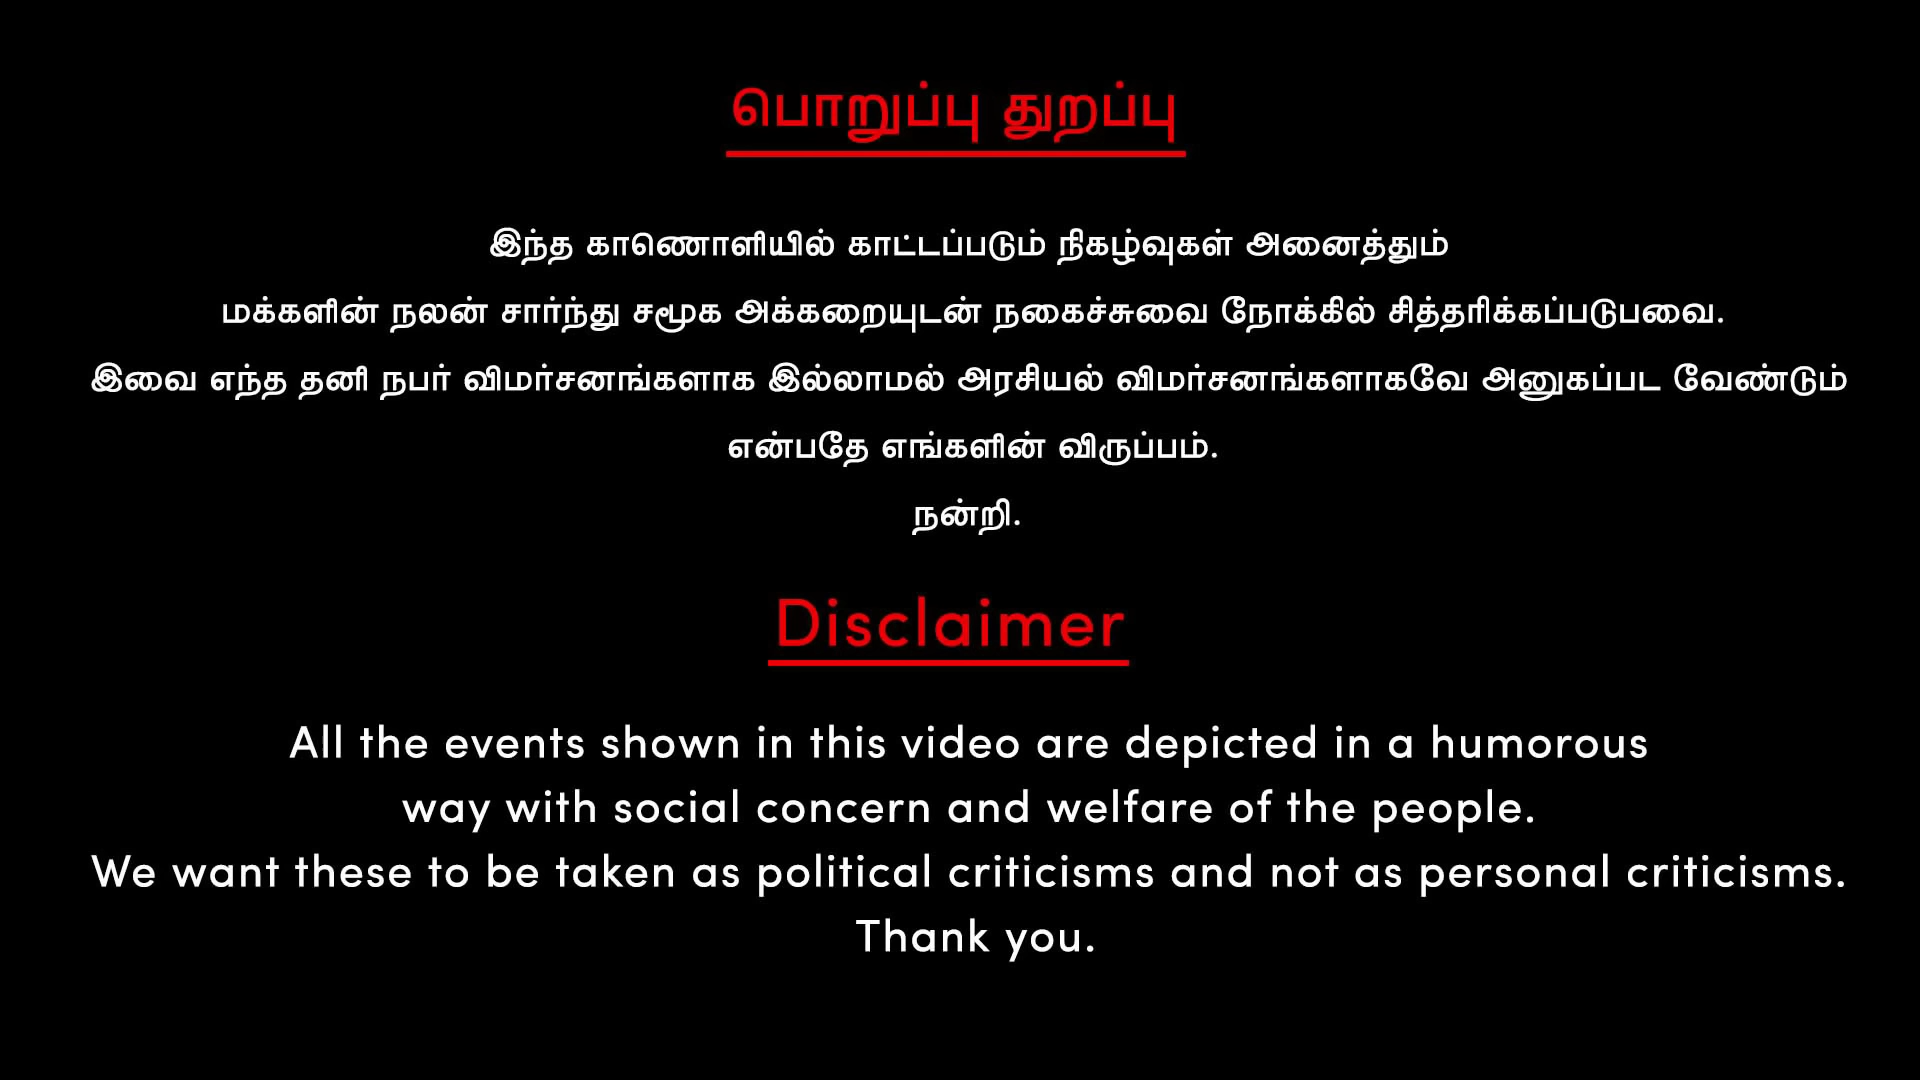 பொறுப்பு துறப்பு
இந்த காணொளியில் காட்டப்படும் நிகழ்வுகள் அனைத்தும்
மக்களின் நலன் சார்ந்து சமூக அக்கறையுடன் நகைச்சுவை நோக்கில் சித்தரிக்கப்படுபவை.
இவை எந்த தனி நபர் விமர்சனங்களாக இல்லாமல் அரசியல் விமர்சனங்களாகவே அனுகப்பட வேண்டும்
என்பதே எங்களின் விருப்பம்.
நன்றி.
Disclaimer
All the events shown in this video are depicted in a humorous
way with social concern and welfare of the people.
We want these to be taken as political criticisms and not as personal criticisms.
Thank you.